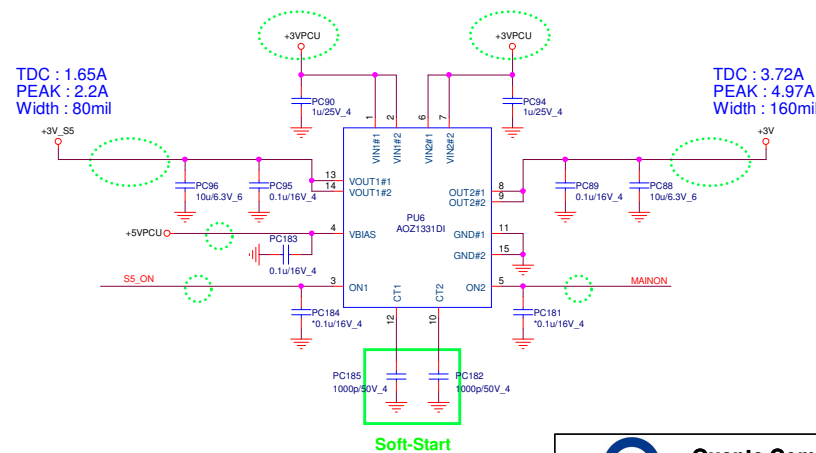 +3VPCU
+3VPCU
TDC : 1.65A
PEAK : 2.2A
Width : 80mil
TDC : 3.72A
PEAK : 4.97A
Width : 160mil
PC90
1u/25V_4
PC94
1u/25V_4
1
2
6
7
VIN1#1
VIN1#2
VIN2#1
VIN2#2
+3V_S5
+3V
PC96
10u/6.3V_6
PC95
0.1u/16V_4
13
14
VOUT1#1
VOUT1#2
OUT2#1
OUT2#2
8
9
PC89
0.1u/16V_4
PC88
10u/6.3V_6
PU6
AOZ1331DI
+5VPCU
4
VBIAS
GND#1
11
PC183
0.1u/16V_4
GND#2
15
S5_ON
3
ON1
CT1
CT2
ON2
5
MAINON
PC184
*0.1u/16V_4
12
10
PC181
*0.1u/16V_4
PC185
1000p/50V_4
PC182
1000p/50V_4
Soft-Start